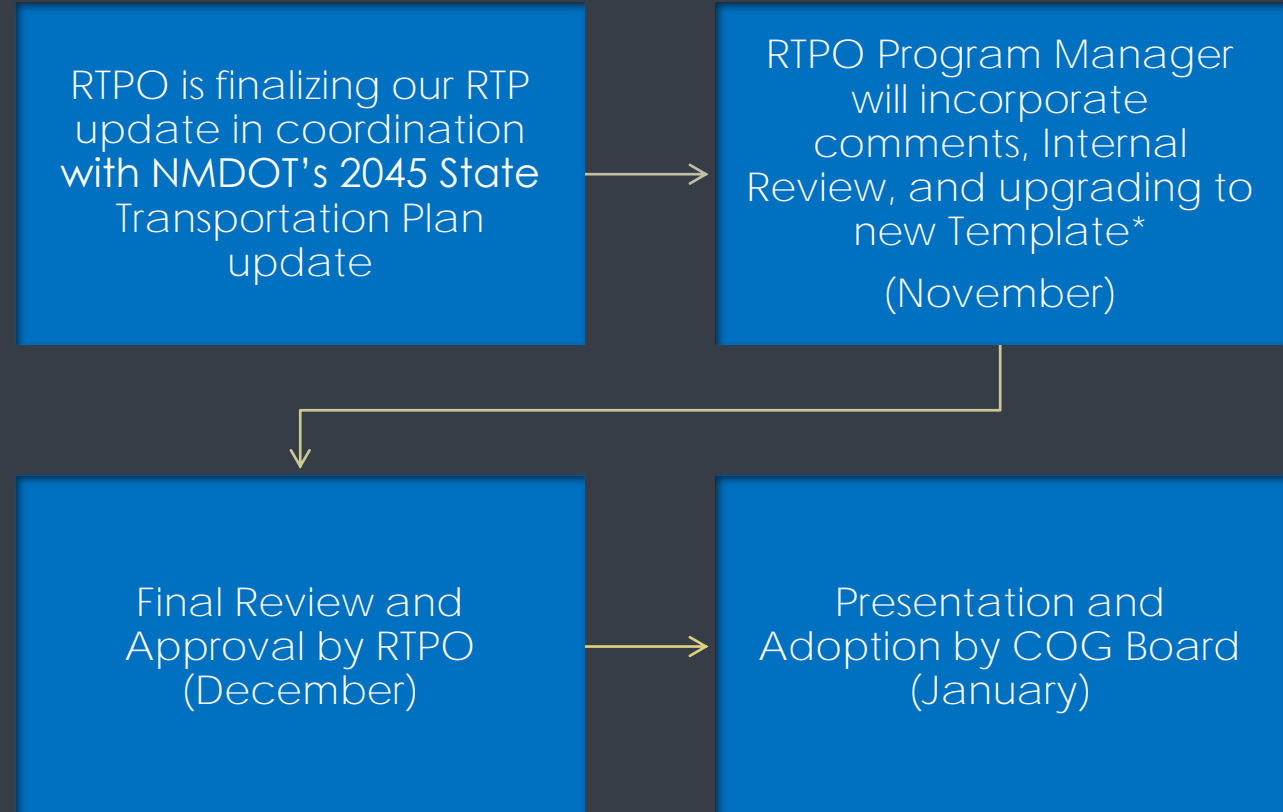 RTPO is finalizing our RTP
update in coordination
with NMDOT’s 2045 State
Transportation Plan
update
RTPO Program Manager
will incorporate
comments, Internal
Review, and upgrading to
new Template*
(November)
Final Review and
Approval by RTPO
(December)
Presentation and
Adoption by COG Board
(January)